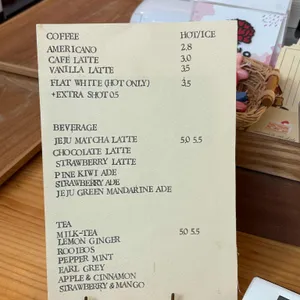 COFFEE HOT/ICE
AMERICANO 2.8
CAFE LATTE 3.0
VANILLA LATTE 3.5
FLAT WHITE (HOT ONLY) 3.5
+EXTRA SHOT 0.5
BEVERAGE
JEJU MATCHA LATTE 5.0 5.5
CHOCOLATE LATTE
STRAWBERRY LATTE
PINE KIWI ADE
STRAWBERRY ADE
JEJU GREEN MANDARINE ADE
TEA
MILK-TEA 5.0 5.5
LEMON GINGER
ROOIBOS
PEPPER MINT
EARL GREY
APPLE & CINNAMON
STRAWBERRY & MANGO